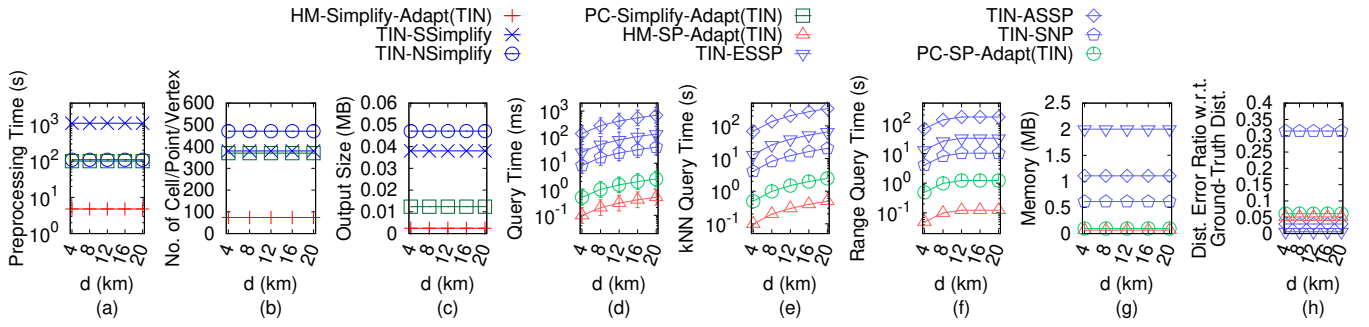 HM-Simplify-Adapt(TIN)
TIN-SSimplify
TIN-NSimplify
PC-Simplify-Adapt(TIN)
HM-SP-Adapt(TIN)
TIN-ESSP
TIN-ASSP
TIN-SNP
PC-SP-Adapt(TIN)
Preprocessing Time (s)
10^3
10^2
10^1
10^0
4 8 12 16 20
d (km)
(a)
No. of Cell/Point/Vertex
600
500
400
300
200
100
0
4 8 12 16 20
d (km)
(b)
Output Size (MB)
0.06
0.05
0.04
0.03
0.02
0.01
0
4 8 12 16 20
d (km)
(c)
Query Time (ms)
10^3
10^2
10^1
10^0
10^-1
4 8 12 16 20
d (km)
(d)
kNN Query Time (s)
10^2
10^1
10^0
10^-1
4 8 12 16 20
d (km)
(e)
Range Query Time (s)
10^2
10^1
10^0
10^-1
4 8 12 16 20
d (km)
(f)
Memory (MB)
2.5
2
1.5
1
0.5
0
4 8 12 16 20
d (km)
(g)
Dist. Error Ratio w.r.t.
Ground-Truth Dist.
0.4
0.35
0.3
0.25
0.2
0.15
0.1
0.05
0
4 8 12 16 20
d (km)
(h)